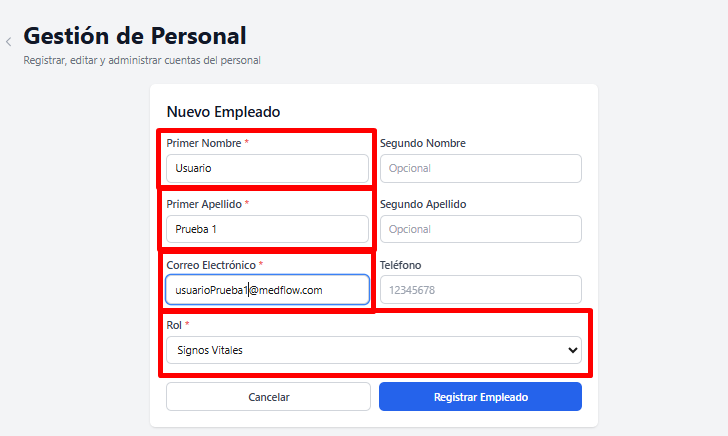 Gestión de Personal
Registrar, editar y administrar cuentas del personal
Nuevo Empleado
Primer Nombre *
Segundo Nombre
Usuario
Opcional
Primer Apellido *
Segundo Apellido
Prueba 1
Opcional
Correo Electrónico *
Teléfono
usuarioPrueba1@medflow.com
12345678
Rol *
Signos Vitales
Cancelar
Registrar Empleado